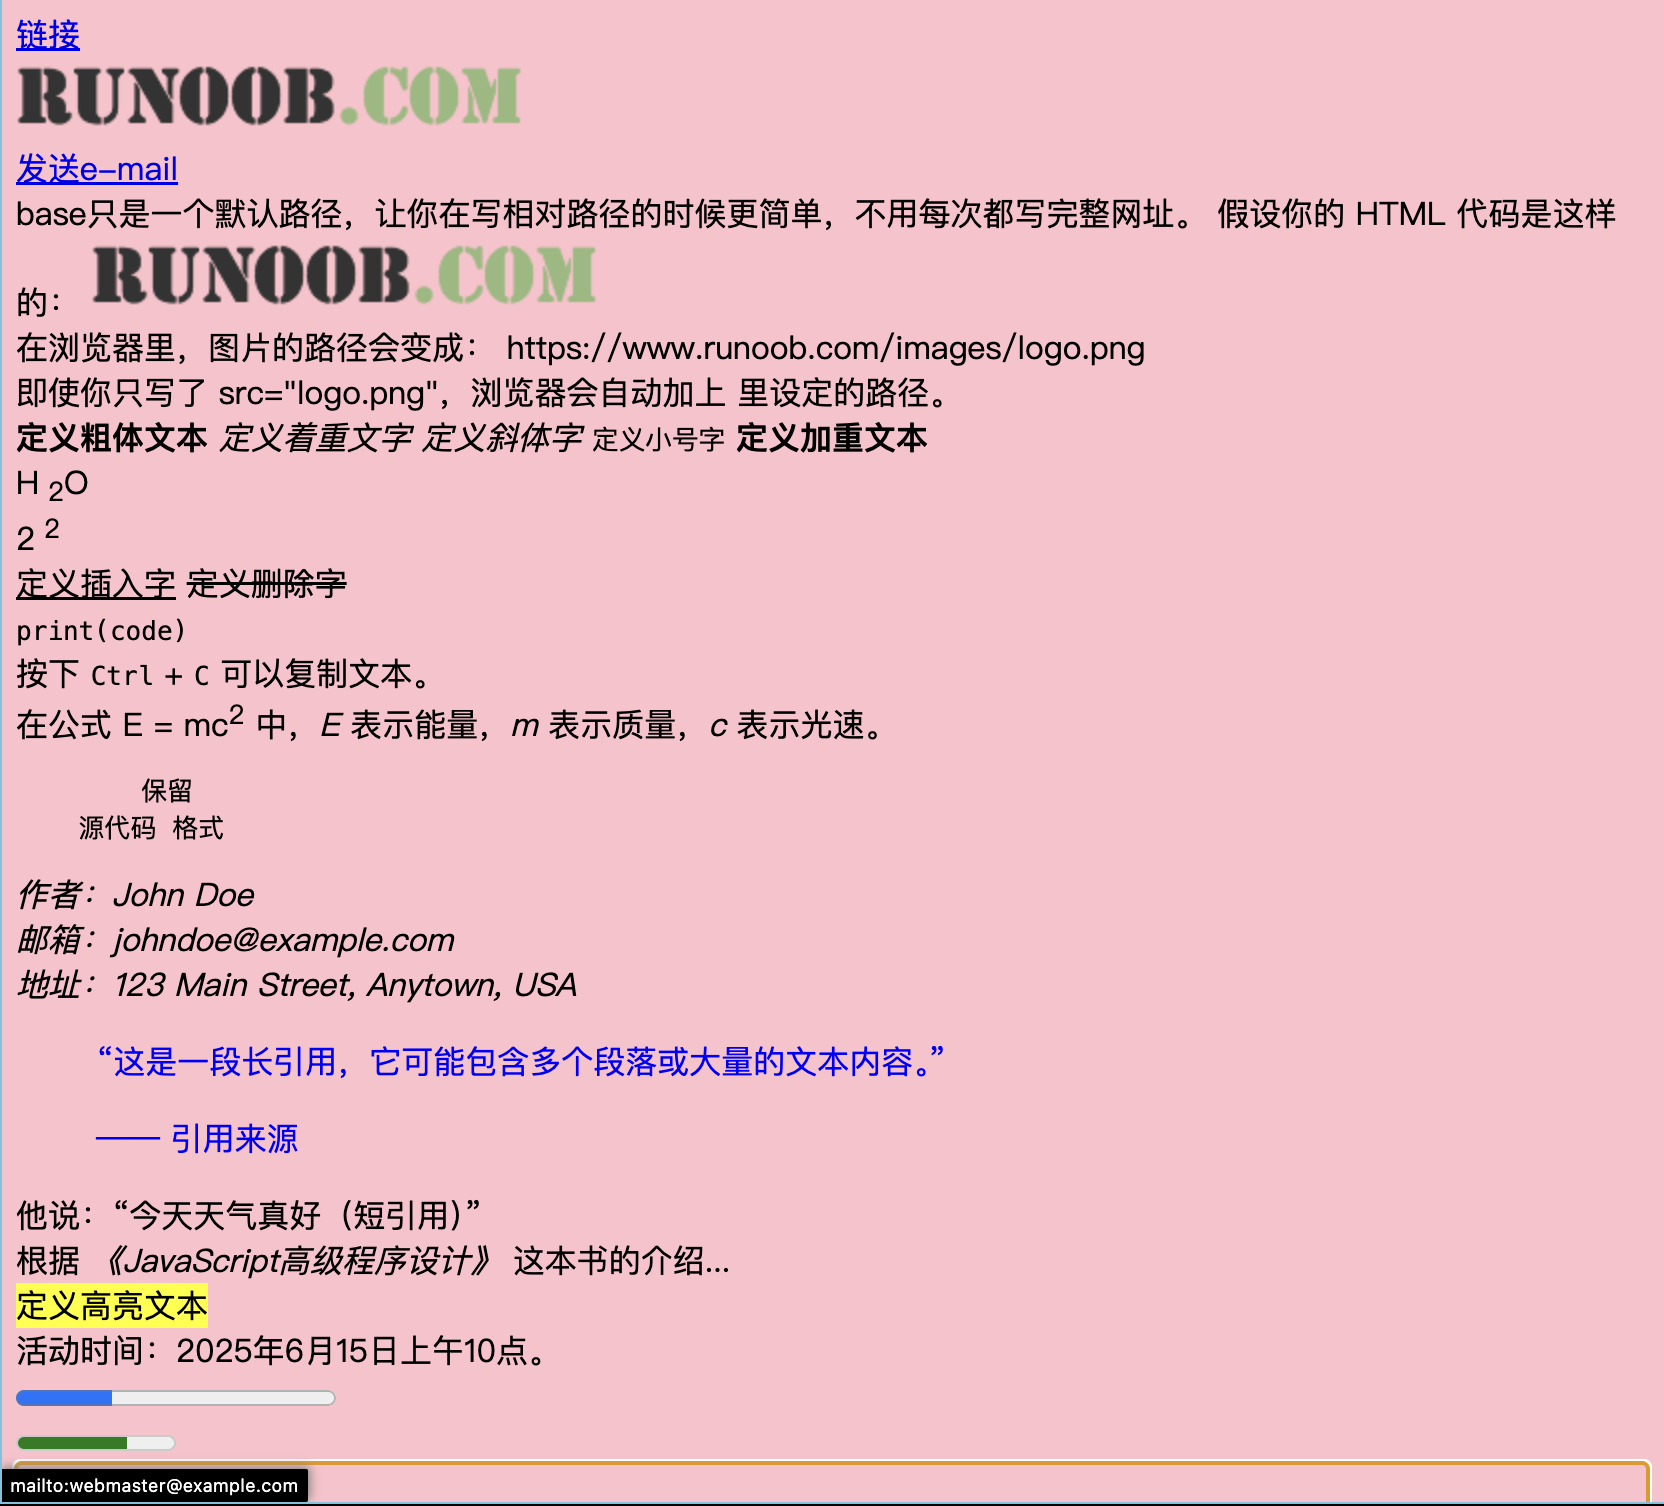 链接
RUNOOB.COM
发送e-mail
base只是一个默认路径，让你在写相对路径的时候更简单，不用每次都写完整网址。 假设你的 HTML 代码是这样
的： RUNOOB.COM
在浏览器里，图片的路径会变成： https://www.runoob.com/images/logo.png
即使你只写了 src="logo.png"，浏览器会自动加上 里设定的路径。
定义粗体文本 定义着重文字 定义斜体字 定义小号字 定义加重文本
H 2O
2 2
定义插入字 定义删除字
print(code)
按下 Ctrl + C 可以复制文本。
在公式 E = mc2 中，E 表示能量，m 表示质量，c 表示光速。
保留
源代码 格式
作者：John Doe
邮箱：johndoe@example.com
地址：123 Main Street, Anytown, USA
“这是一段长引用，它可能包含多个段落或大量的文本内容。”
—— 引用来源
他说：“今天天气真好（短引用）”
根据 《JavaScript高级程序设计》 这本书的介绍...
定义高亮文本
活动时间：2025年6月15日上午10点。
mailto:webmaster@example.com